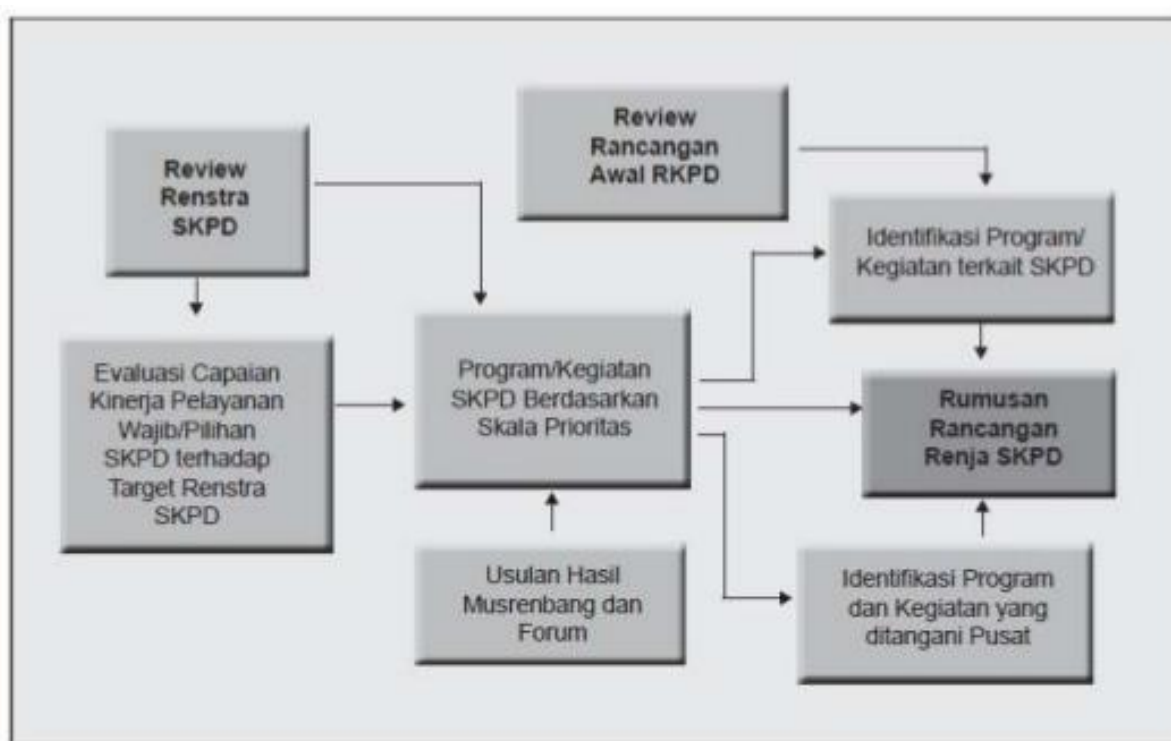 Review
Renstra
SKPD
Review
Rancangan
Awal RKPD
Identifikasi Program/
Kegiatan terkait SKPD
Evaluasi Capaian
Kinerja Pelayanan
Wajib/Pilihan
SKPD terhadap
Target Renstra
SKPD
Program/Kegiatan
SKPD Berdasarkan
Skala Prioritas
Rumusan
Rancangan
Renja SKPD
Usulan Hasil
Musrenbang dan
Forum
Identifikasi Program
dan Kegiatan yang
ditangani Pusat